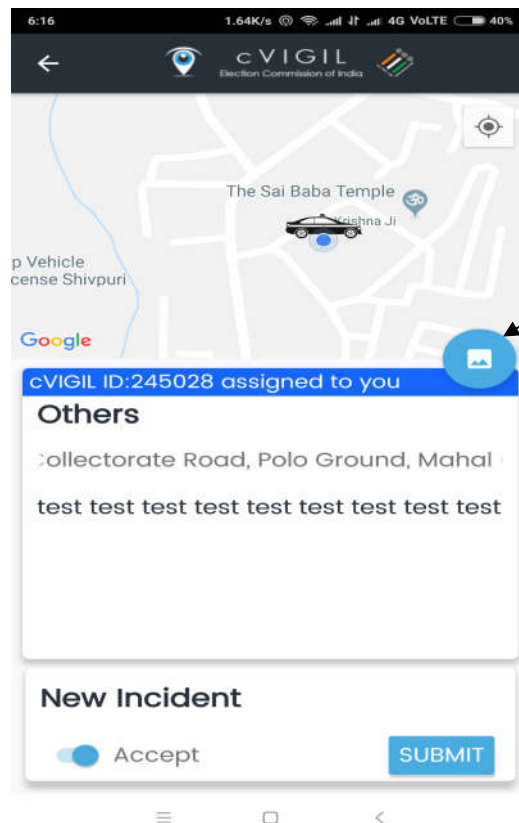 6:16 1.64K/s 4G VoLTE 40%
cVIGIL
Election Commission of India
The Sai Baba Temple
Krishna Ji
p Vehicle
cense Shivpuri
Google
cVIGIL ID:245028 assigned to you
Others
ollectorate Road, Polo Ground, Mahal
test test test test test test test test test
New Incident
Accept
SUBMIT